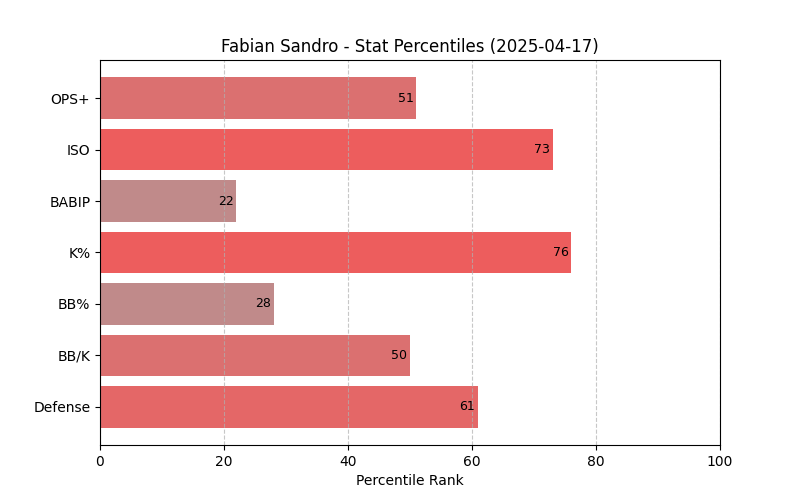 Fabian Sandro - Stat Percentiles (2025-04-17)
OPS+ 51
ISO 73
BABIP 22
K% 76
BB% 28
BB/K 50
Defense 61
0 20 40 60 80 100
Percentile Rank